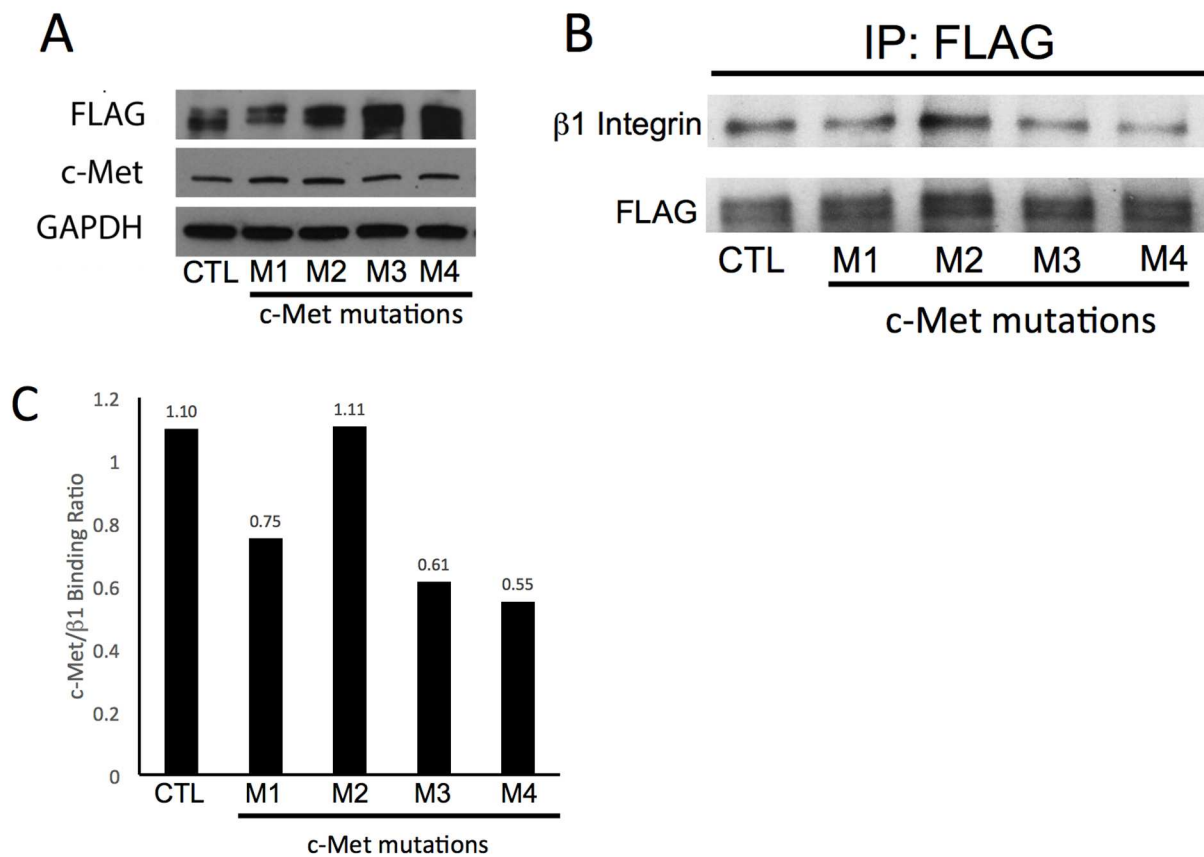 A
FLAG
c-Met
GAPDH
CTL M1 M2 M3 M4
c-Met mutations
B
IP: FLAG
β1 Integrin
FLAG
CTL M1 M2 M3 M4
c-Met mutations
C
c-Met/β1 Binding Ratio
1.2
1
0.8
0.6
0.4
0.2
0
1.10
0.75
1.11
0.61
0.55
CTL M1 M2 M3 M4
c-Met mutations